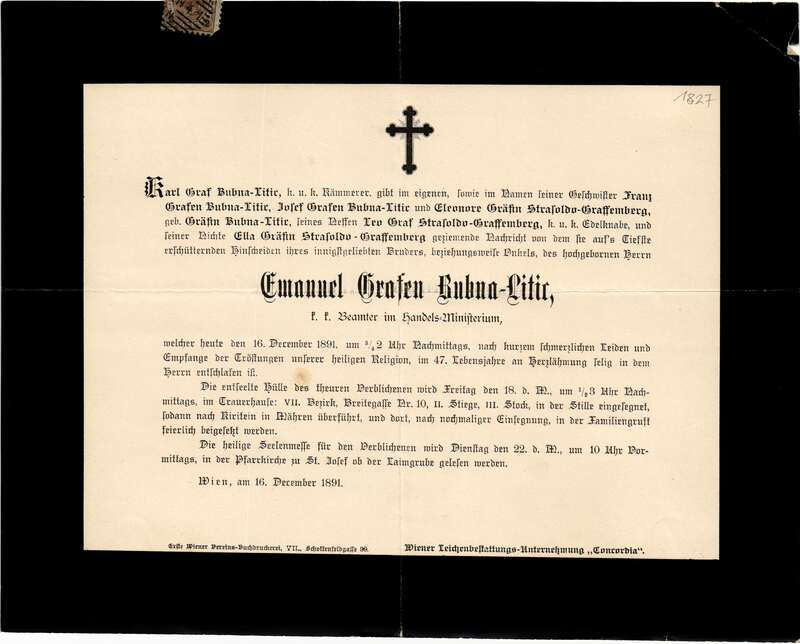 1827
Karl Graf Bubna-Litic, k. u. k. Kämmerer, gibt im eigenen, sowie im Namen seiner Geschwister Franz
Grafen Bubna-Litic, Josef Grafen Bubna-Litic und Eleonore Gräfin Strasoldo-Graffemberg,
geb. Gräfin Bubna-Litic, seines Neffen Leo Graf Strasoldo-Graffemberg, k. u. k. Edelknabe, und
seiner Nichte Ella Gräfin Strasoldo-Graffemberg geziemende Nachricht von dem sie auf's Tiefste
erschütternden Hinscheiden ihres innigstgeliebten Bruders, beziehungsweise Onkels, des hochgebornen Herrn
Emanuel Grafen Bubna-Litic,
k. k. Beamter im Handels-Ministerium,
welcher heute den 16. December 1891, um 3/4 2 Uhr Nachmittags, nach kurzem schmerzlichen Leiden und
Empfange der Tröstungen unserer heiligen Religion, im 47. Lebensjahre an Herzlähmung selig in dem
Herrn entschlafen ist.
Die entseelte Hülle des theuren Verblichenen wird Freitag den 18. d. M., um 1/2 3 Uhr Nach-
mittags, im Trauerhause: VII. Bezirk, Breitegasse Nr. 10, II. Stiege, III. Stock, in der Stille eingesegnet,
sodann nach Kiritein in Mähren überführt, und dort, nach nochmaliger Einsegnung, in der Familiengruft
feierlich beigesetzt werden.
Die heilige Seelenmesse für den Verblichenen wird Dienstag den 22. d. M., um 10 Uhr Vor-
mittags, in der Pfarrkirche zu St. Josef ob der Laimgrube gelesen werden.
Wien, am 16. December 1891.
Erste Wiener Vereins-Buchdruckerei, VII., Schottenfeldgasse 99. Wiener Leichenbestattungs-Unternehmung „Concordia“.